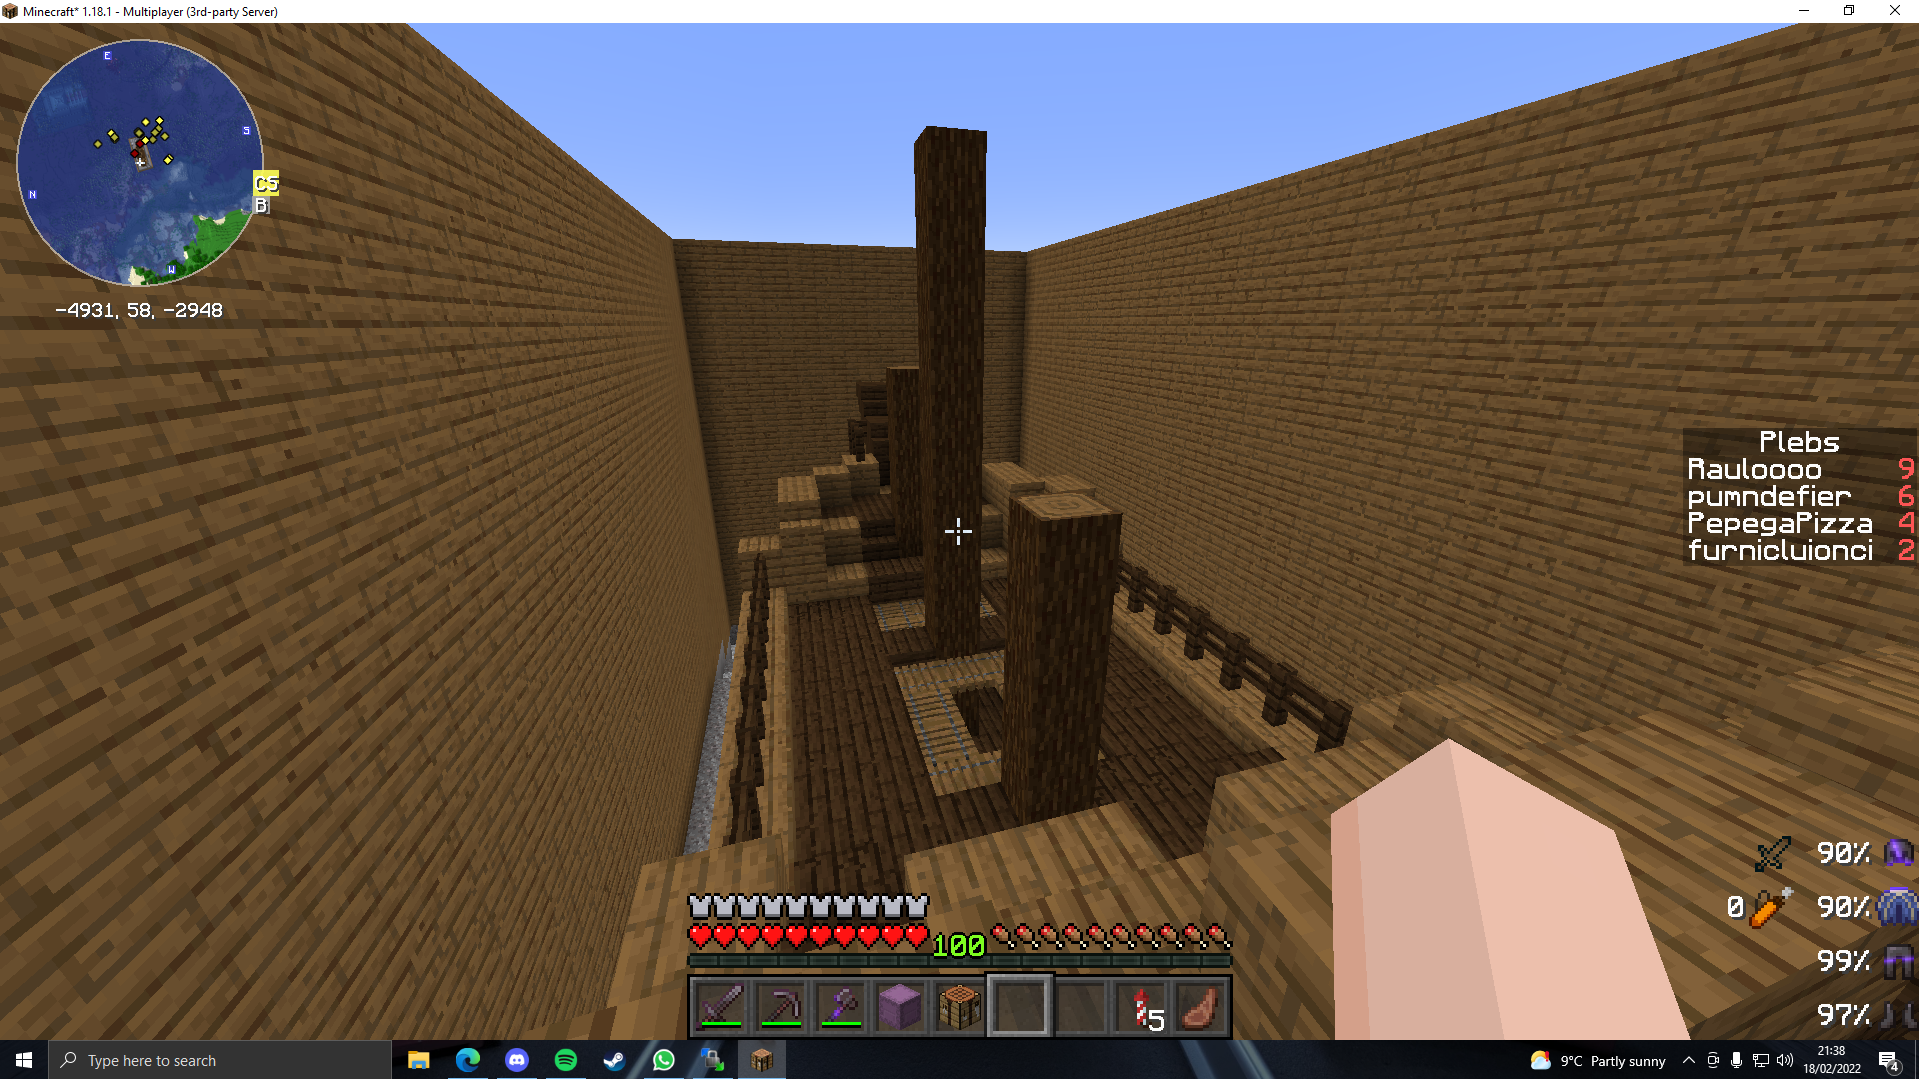 Minecraft* 1.18.1 - Multiplayer (3rd-party Server)
E
S
N
W
CS
B
-4931, 58, -2948
Plebs
Rauloooo 9
pumndefier 6
PepegaPizza 4
furnicluionci 2
90%
0 90%
99%
97%
100
5
Type here to search
9°C Partly sunny
21:38
18/02/2022
4